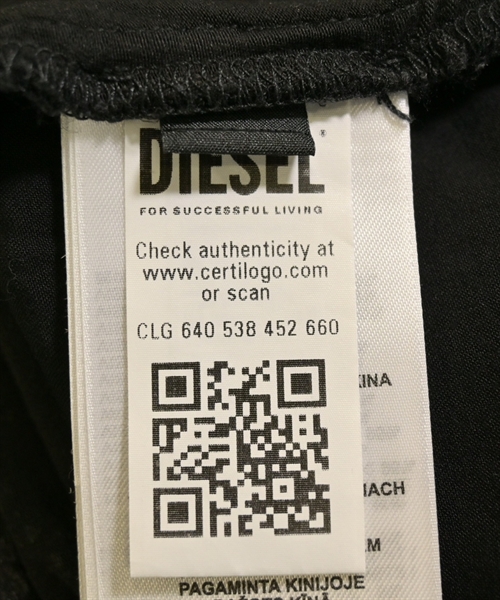 DIESEL
®
FOR SUCCESSFUL LIVING
Check authenticity at
www.certilogo.com
or scan
CLG 640 538 452 660
PAGAMINTA KINIJOJE